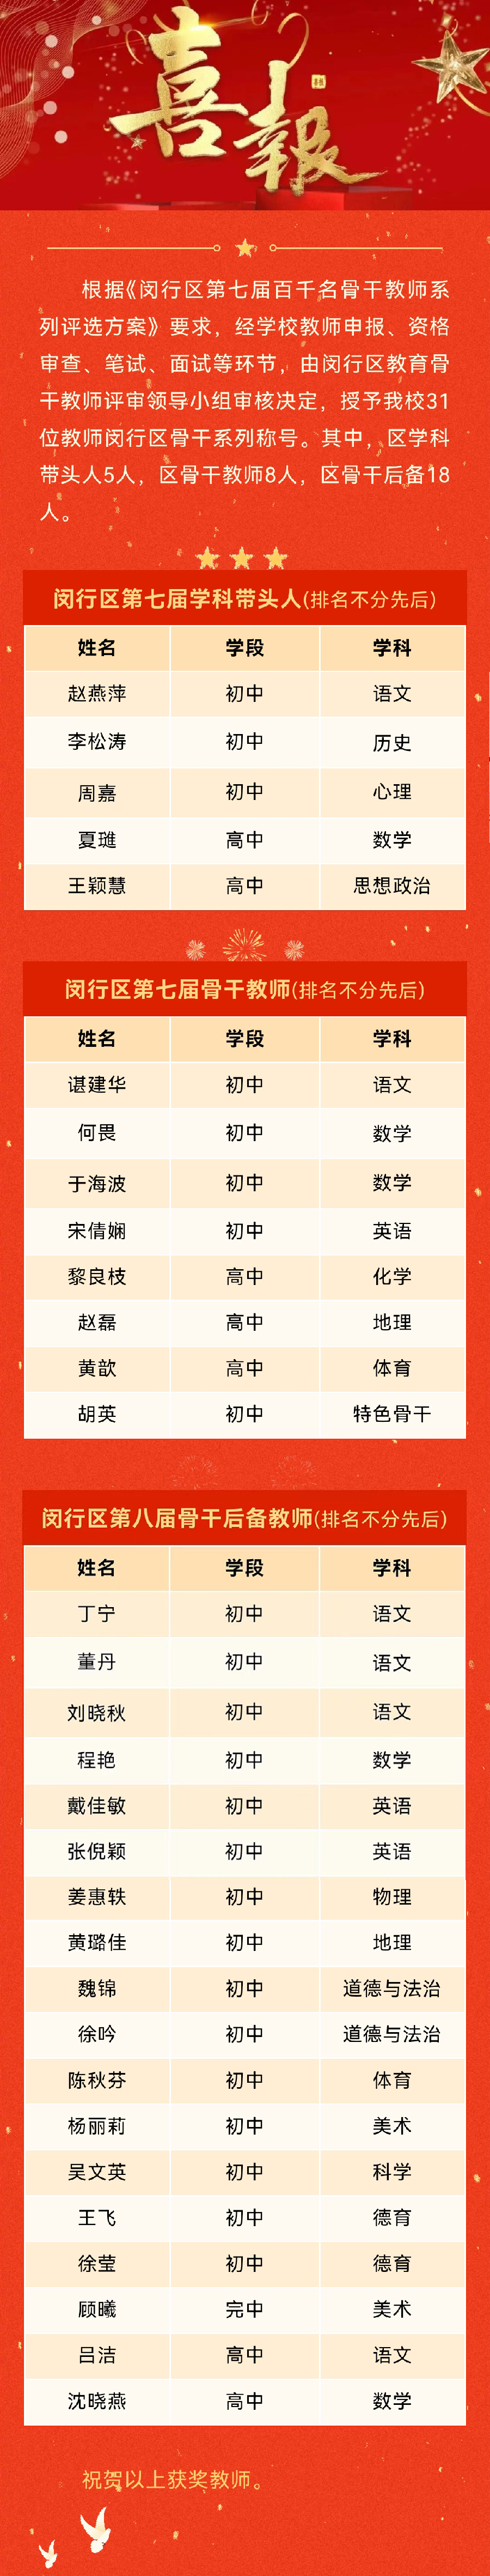 喜報
根据《闵行区第七届百千名骨干教师系
列评选方案》要求，经学校教师申报、资格
审查、笔试、面试等环节，由闵行区教育骨
干教师评审领导小组审核决定，授予我校31
位教师闵行区骨干系列称号。其中，区学科
带头人5人，区骨干教师8人，区骨干后备18
人。
闵行区第七届学科带头人(排名不分先后)
姓名 学段 学科
赵燕萍 初中 语文
李松涛 初中 历史
周嘉 初中 心理
夏琟 高中 数学
王颖慧 高中 思想政治
闵行区第七届骨干教师(排名不分先后)
姓名 学段 学科
谌建华 初中 语文
何畏 初中 数学
于海波 初中 数学
宋倩娴 初中 英语
黎良枝 高中 化学
赵磊 高中 地理
黄歆 高中 体育
胡英 初中 特色骨干
闵行区第八届骨干后备教师(排名不分先后)
姓名 学段 学科
丁宁 初中 语文
董丹 初中 语文
刘晓秋 初中 语文
程艳 初中 数学
戴佳敏 初中 英语
张倪颖 初中 英语
姜惠轶 初中 物理
黄璐佳 初中 地理
魏锦 初中 道德与法治
徐吟 初中 道德与法治
陈秋芬 初中 体育
杨丽莉 初中 美术
吴文英 初中 科学
王飞 初中 德育
徐莹 初中 德育
顾曦 完中 美术
吕洁 高中 语文
沈晓燕 高中 数学
祝贺以上获奖教师。